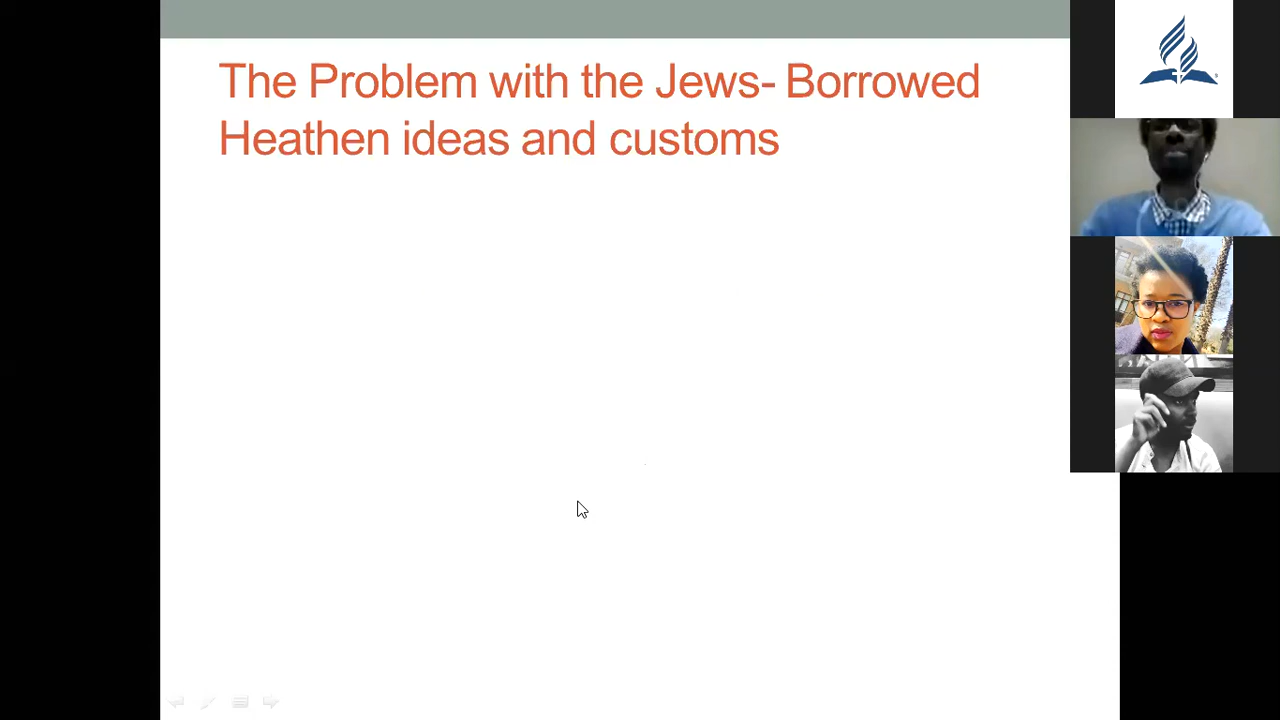 The Problem with the Jews- Borrowed
Heathen ideas and customs